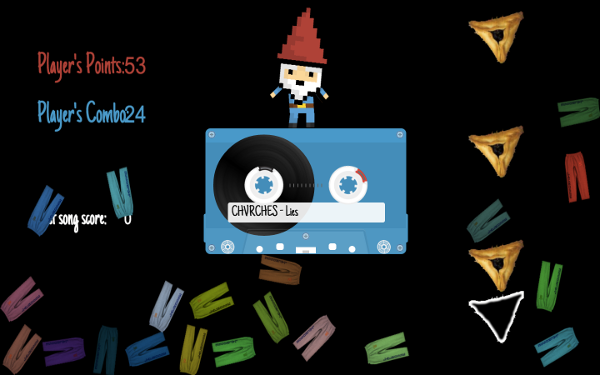 Player's Points:53
Player's Combo24
CHVRCHES - Lies
song score: 0